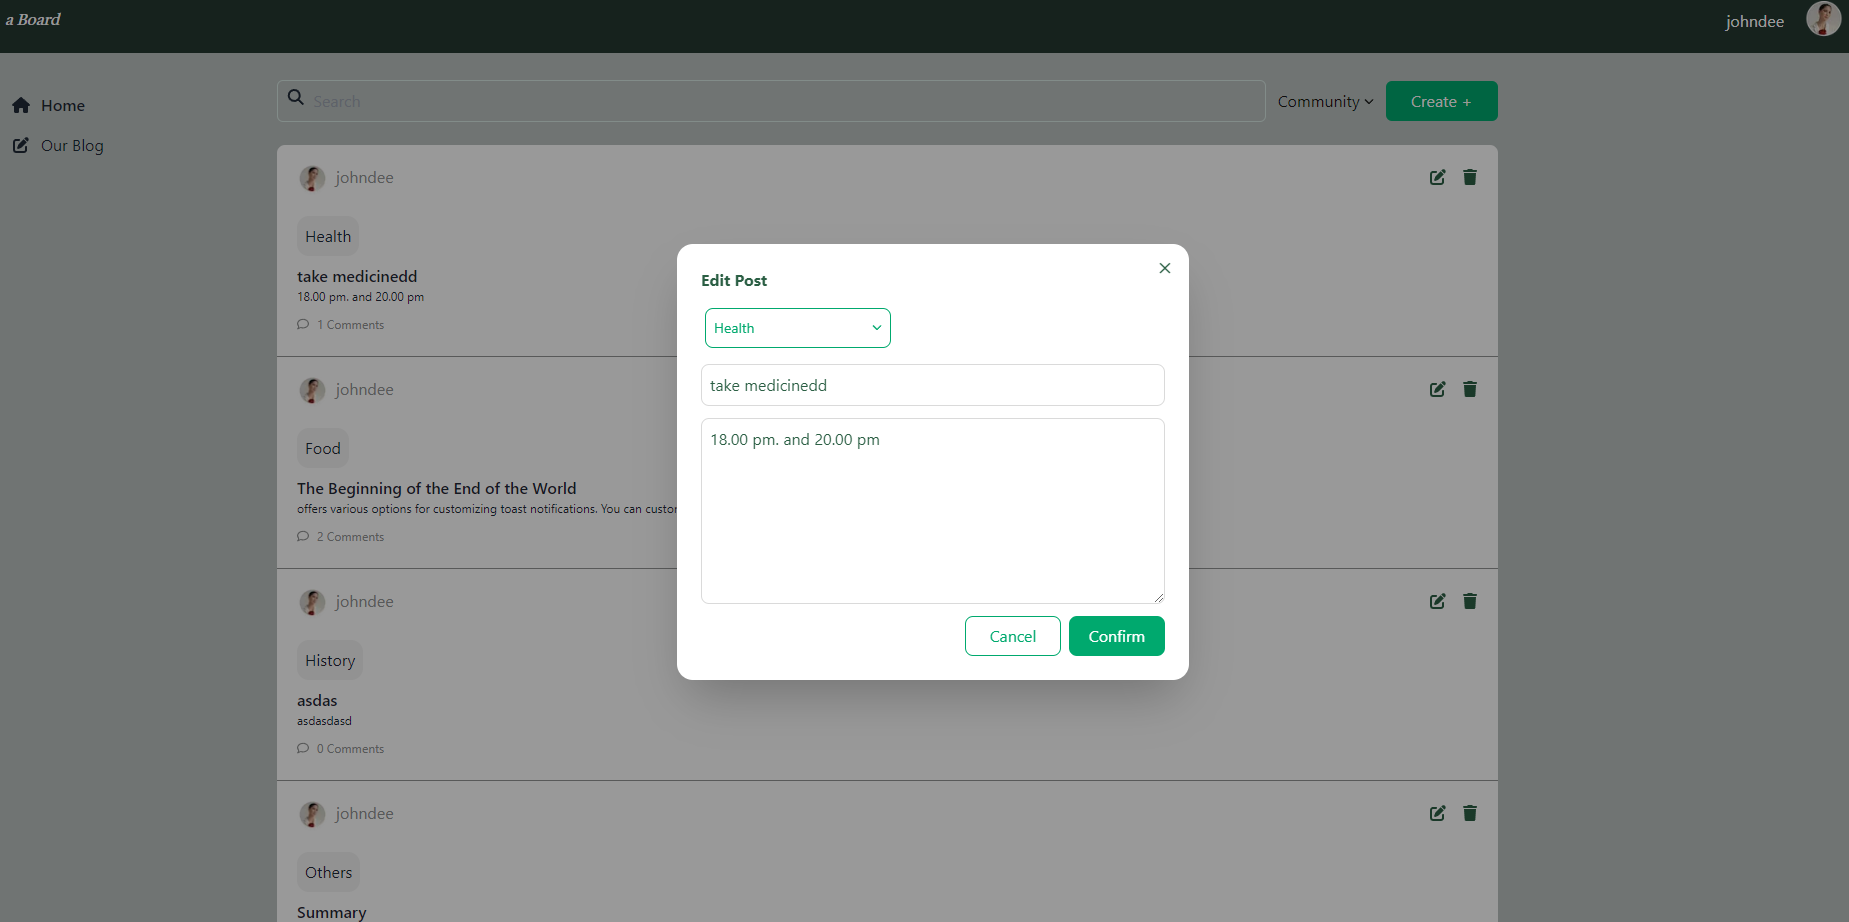 a Board
johndee
Home
Our Blog
Search
Community
Create +
johndee
Health
take medicinedd
18.00 pm. and 20.00 pm
1 Comments
johndee
Food
The Beginning of the End of the World
offers various options for customizing toast notifications. You can
2 Comments
johndee
History
asdas
asdasdasd
0 Comments
johndee
Others
Summary
Edit Post
Health
take medicinedd
18.00 pm. and 20.00 pm
Cancel
Confirm